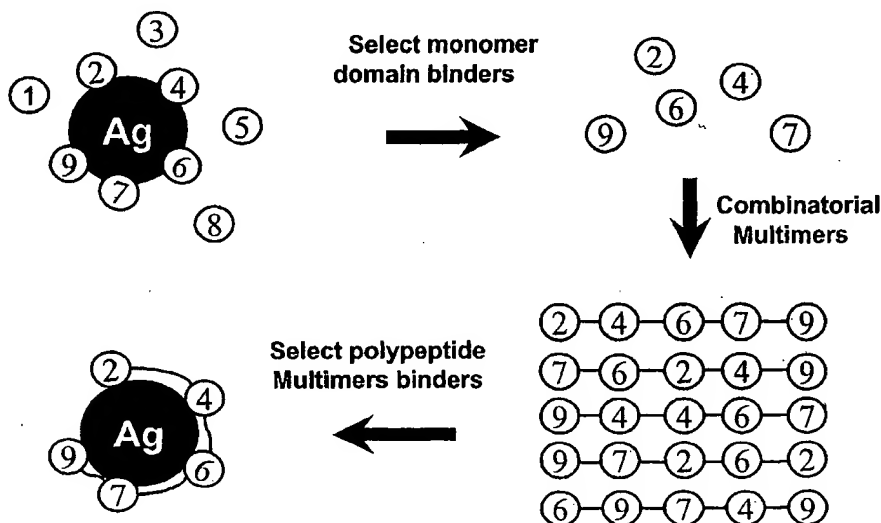 3
1
2
4
Ag
5
9
6
7
8
Select monomer
domain binders
2
4
6
9
7
Combinatorial
Multimers
2 4 6 7 9
7 6 2 4 9
9 4 4 6 7
9 7 2 6 2
6 9 7 4 9
Select polypeptide
Multimers binders
2
4
Ag
9
6
7